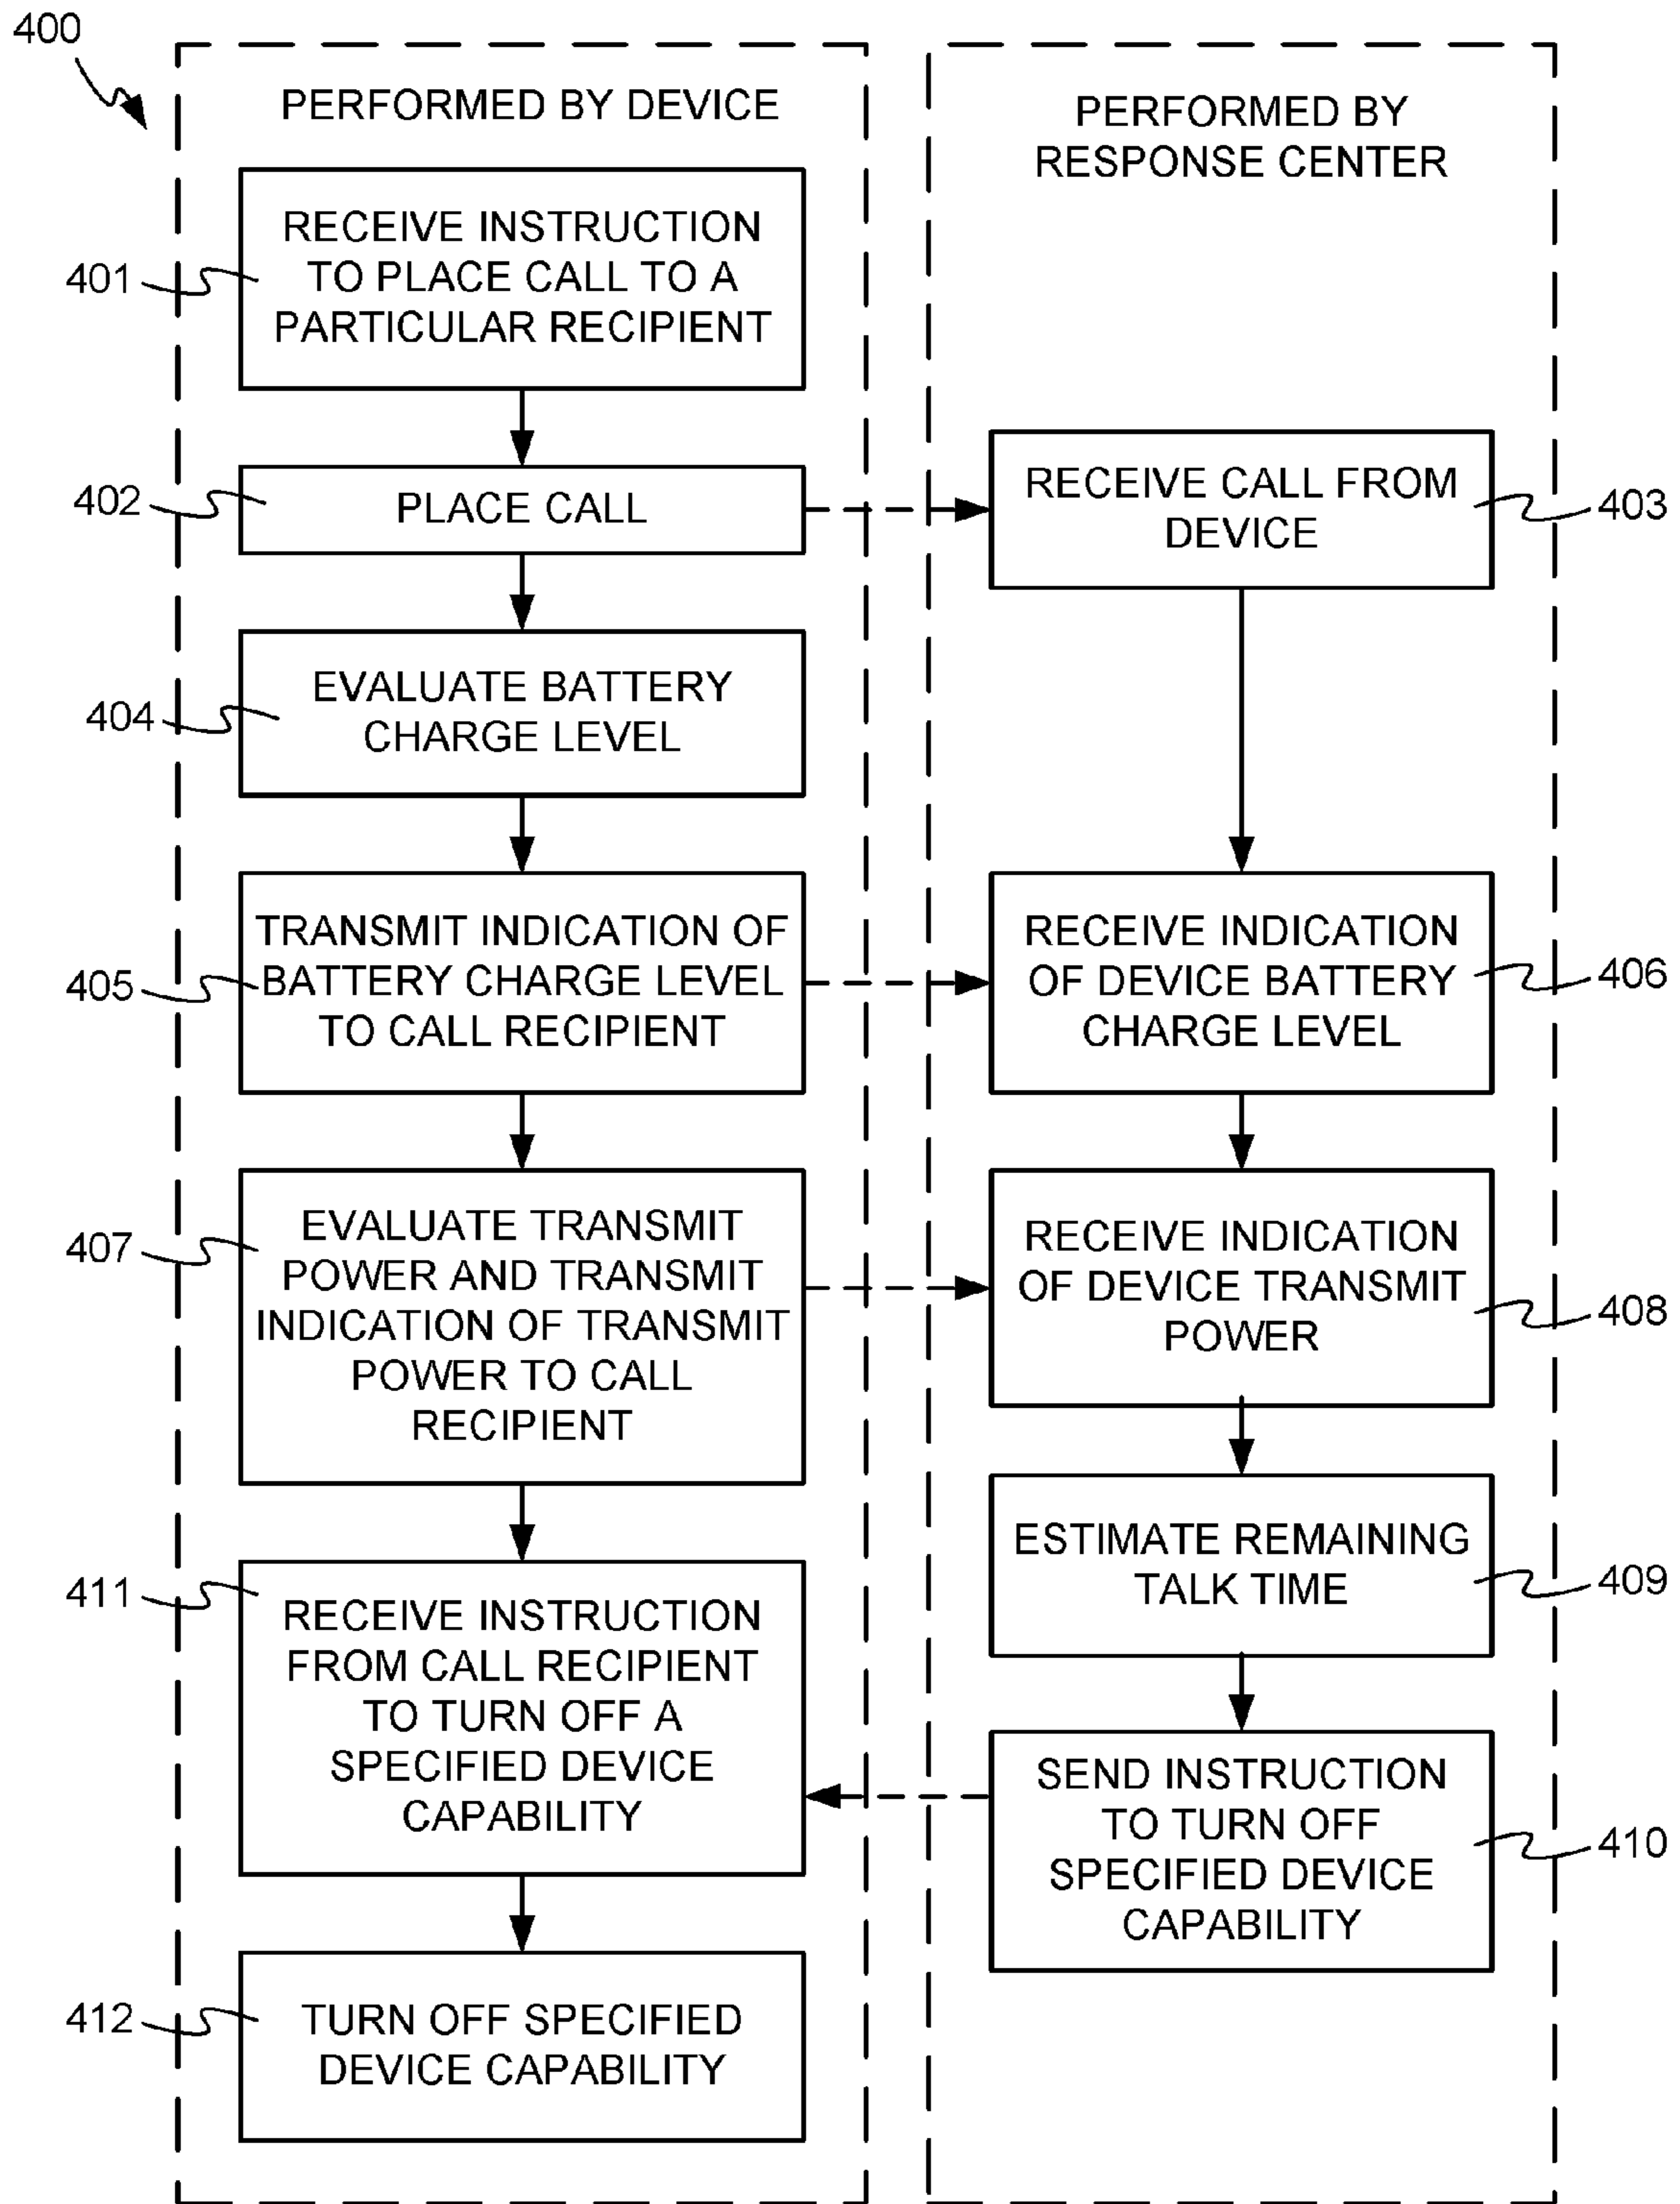 400
PERFORMED BY DEVICE
401
RECEIVE INSTRUCTION
TO PLACE CALL TO A
PARTICULAR RECIPIENT
402
PLACE CALL
404
EVALUATE BATTERY
CHARGE LEVEL
405
TRANSMIT INDICATION OF
BATTERY CHARGE LEVEL
TO CALL RECIPIENT
407
EVALUATE TRANSMIT
POWER AND TRANSMIT
INDICATION OF TRANSMIT
POWER TO CALL
RECIPIENT
411
RECEIVE INSTRUCTION
FROM CALL RECIPIENT
TO TURN OFF A
SPECIFIED DEVICE
CAPABILITY
412
TURN OFF SPECIFIED
DEVICE CAPABILITY
PERFORMED BY
RESPONSE CENTER
RECEIVE CALL FROM
DEVICE
403
RECEIVE INDICATION
OF DEVICE BATTERY
CHARGE LEVEL
406
RECEIVE INDICATION
OF DEVICE TRANSMIT
POWER
408
ESTIMATE REMAINING
TALK TIME
409
SEND INSTRUCTION
TO TURN OFF
SPECIFIED DEVICE
CAPABILITY
410